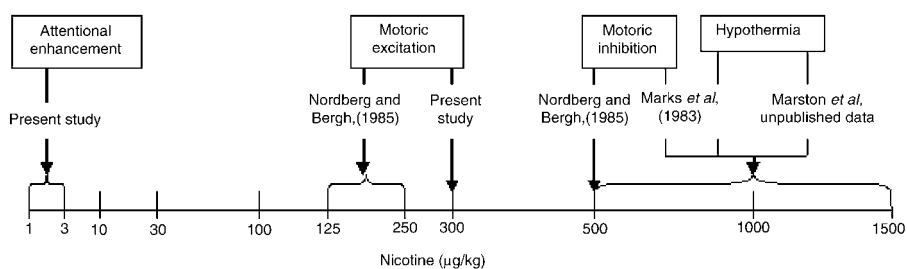 Attentional
enhancement
Motoric
excitation
Motoric
inhibition
Hypothermia
Present study
Nordberg and
Bergh,(1985)
Present
study
Nordberg and
Bergh,(1985)
Marks et al,
(1983)
Marston et al,
unpublished data
1 3 10 30 100 125 250 300 500 1000 1500
Nicotine (μg/kg)